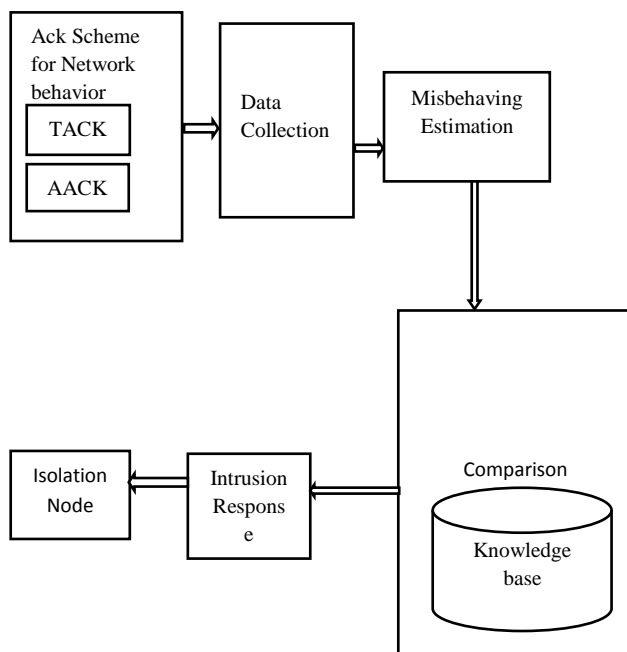 Ack Scheme
for Network
behavior
TACK
AACK
Data
Collection
Misbehaving
Estimation
Comparison
Knowledge
base
Intrusion
Respons
e
Isolation
Node